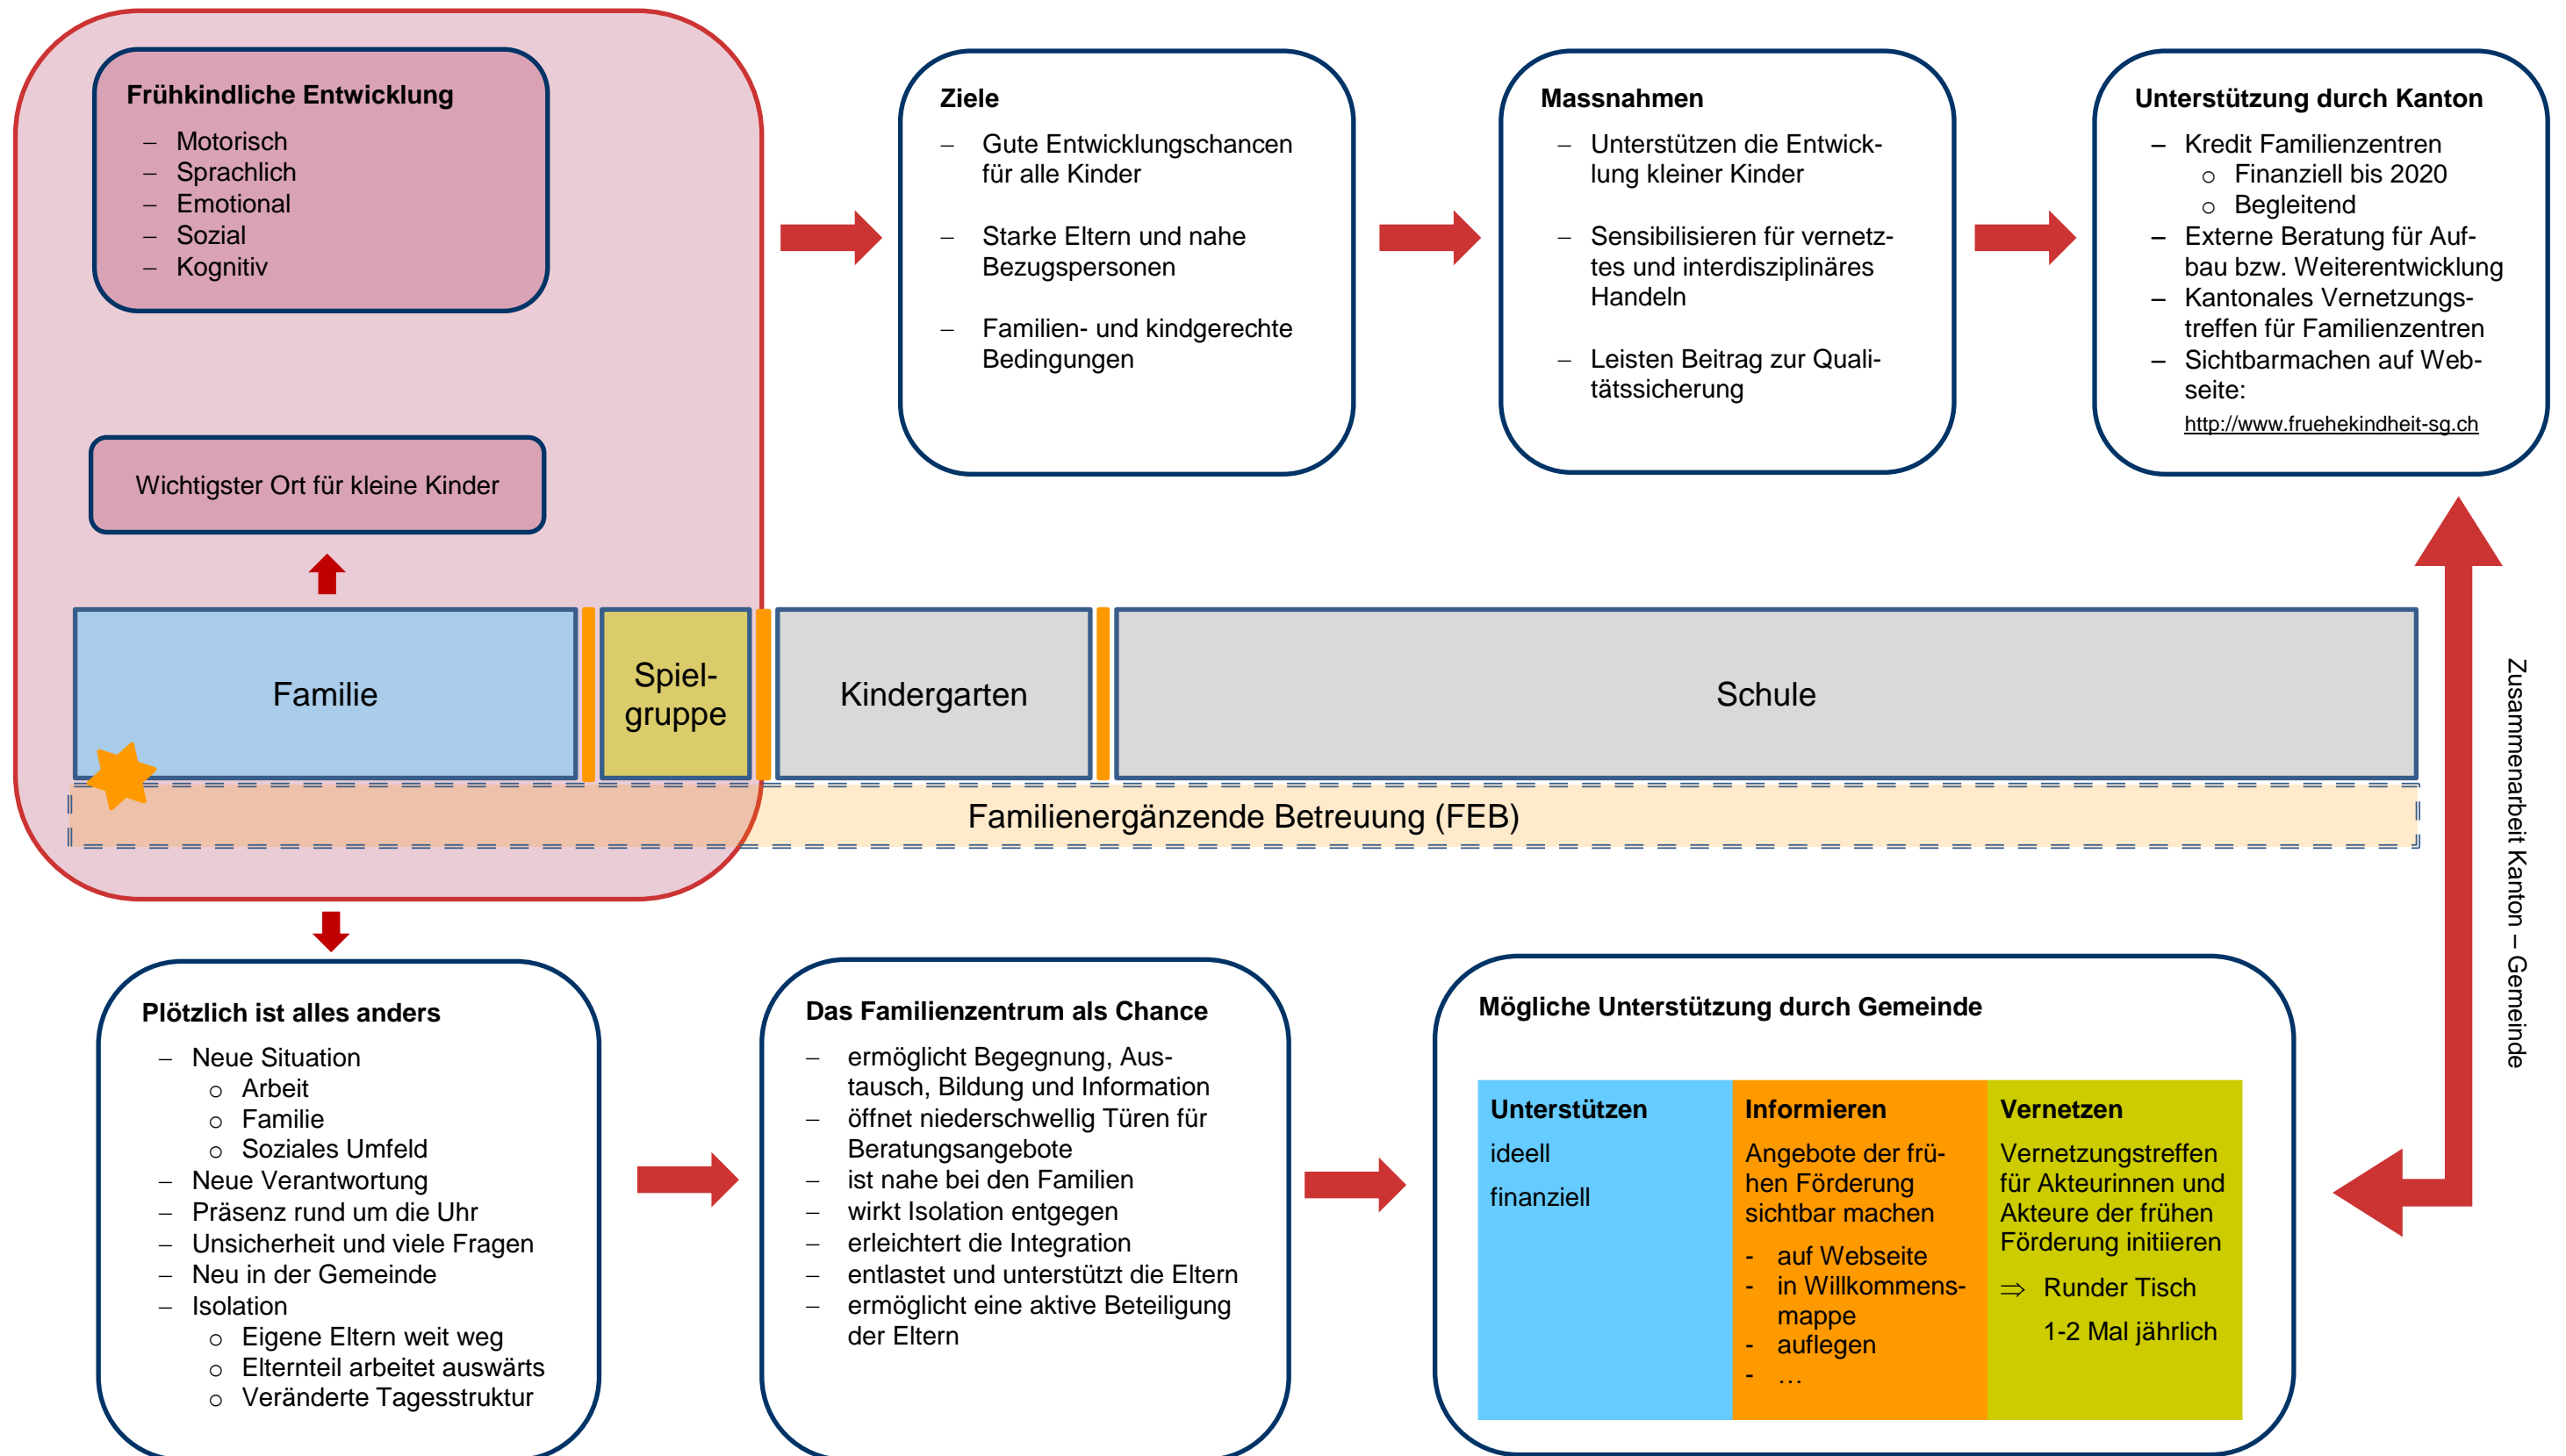 Frühkindliche Entwicklung
– Motorisch
– Sprachlich
– Emotional
– Sozial
– Kognitiv
Wichtigster Ort für kleine Kinder
Ziele
– Gute Entwicklungschancen
für alle Kinder
– Starke Eltern und nahe
Bezugspersonen
– Familien- und kindgerechte
Bedingungen
Massnahmen
– Unterstützen die Entwick-
lung kleiner Kinder
– Sensibilisieren für vernetz-
tes und interdisziplinäres
Handeln
– Leisten Beitrag zur Quali-
tätssicherung
Unterstützung durch Kanton
– Kredit Familienzentren
o Finanziell bis 2020
o Begleitend
– Externe Beratung für Auf-
bau bzw. Weiterentwicklung
– Kantonales Vernetzungs-
treffen für Familienzentren
– Sichtbarmachen auf Web-
seite:
http://www.fruehekindheit-sg.ch
Familie
Spiel-
gruppe
Kindergarten
Schule
Familienergänzende Betreuung (FEB)
Zusammenarbeit Kanton – Gemeinde
Plötzlich ist alles anders
– Neue Situation
o Arbeit
o Familie
o Soziales Umfeld
– Neue Verantwortung
– Präsenz rund um die Uhr
– Unsicherheit und viele Fragen
– Neu in der Gemeinde
– Isolation
o Eigene Eltern weit weg
o Elternteil arbeitet auswärts
o Veränderte Tagesstruktur
Das Familienzentrum als Chance
– ermöglicht Begegnung, Aus-
tausch, Bildung und Information
– öffnet niederschwellig Türen für
Beratungsangebote
– ist nahe bei den Familien
– wirkt Isolation entgegen
– erleichtert die Integration
– entlastet und unterstützt die Eltern
– ermöglicht eine aktive Beteiligung
der Eltern
Mögliche Unterstützung durch Gemeinde
Unterstützen
ideell
finanziell
Informieren
Angebote der frü-
hen Förderung
sichtbar machen
- auf Webseite
- in Willkommens-
mappe
- auflegen
- …
Vernetzen
Vernetzungstreffen
für Akteurinnen und
Akteure der frühen
Förderung initiieren
⇒ Runder Tisch
1-2 Mal jährlich